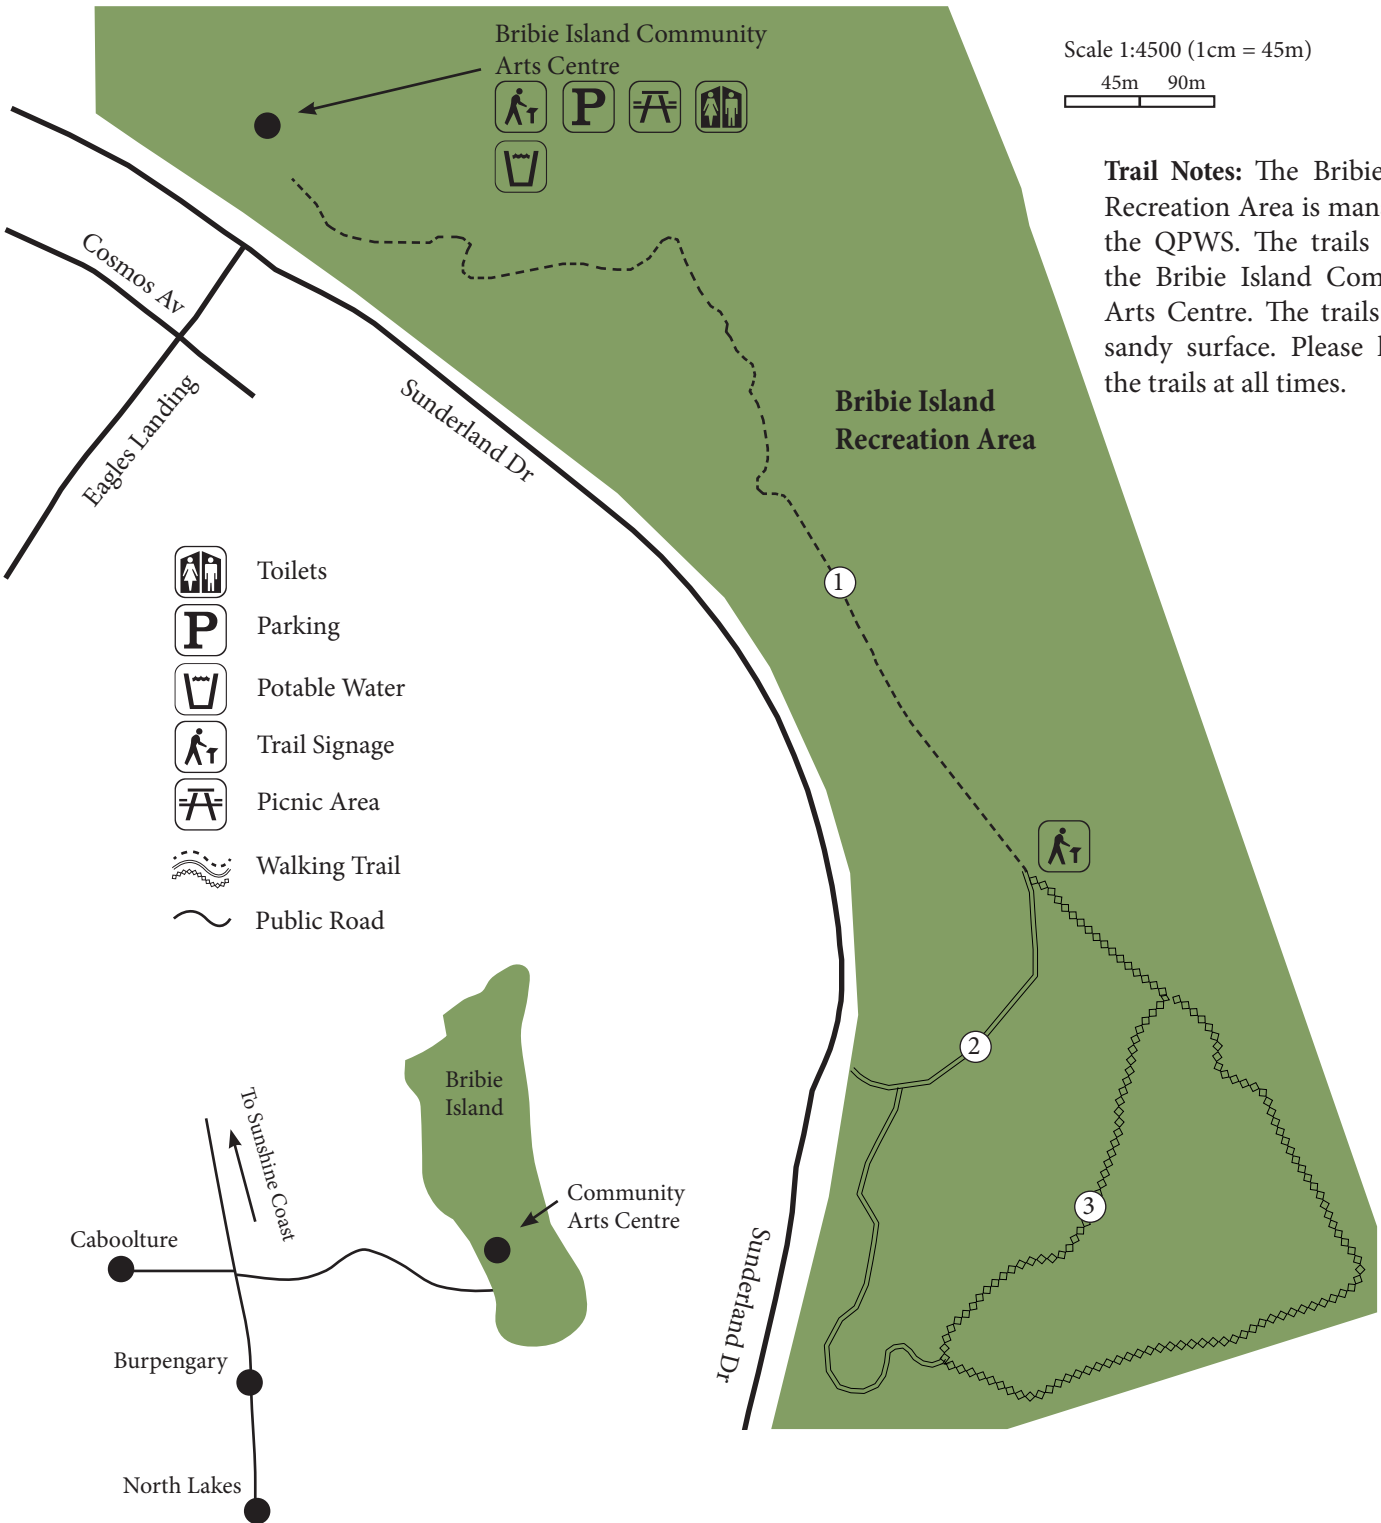 Bribie Island Community
Arts Centre
P
Scale 1:4500 (1cm = 45m)
45m 90m
Trail Notes: The Bribie
Recreation Area is man
the QPWS. The trails
the Bribie Island Com
Arts Centre. The trails
sandy surface. Please
the trails at all times.
Cosmos Av
Eagles Landing
Sunderland Dr
Bribie Island
Recreation Area
1
Toilets
P
Parking
Potable Water
Trail Signage
Picnic Area
Walking Trail
Public Road
2
3
Sunderland Dr
Bribie
Island
To Sunshine Coast
Community
Arts Centre
Caboolture
Burpengary
North Lakes